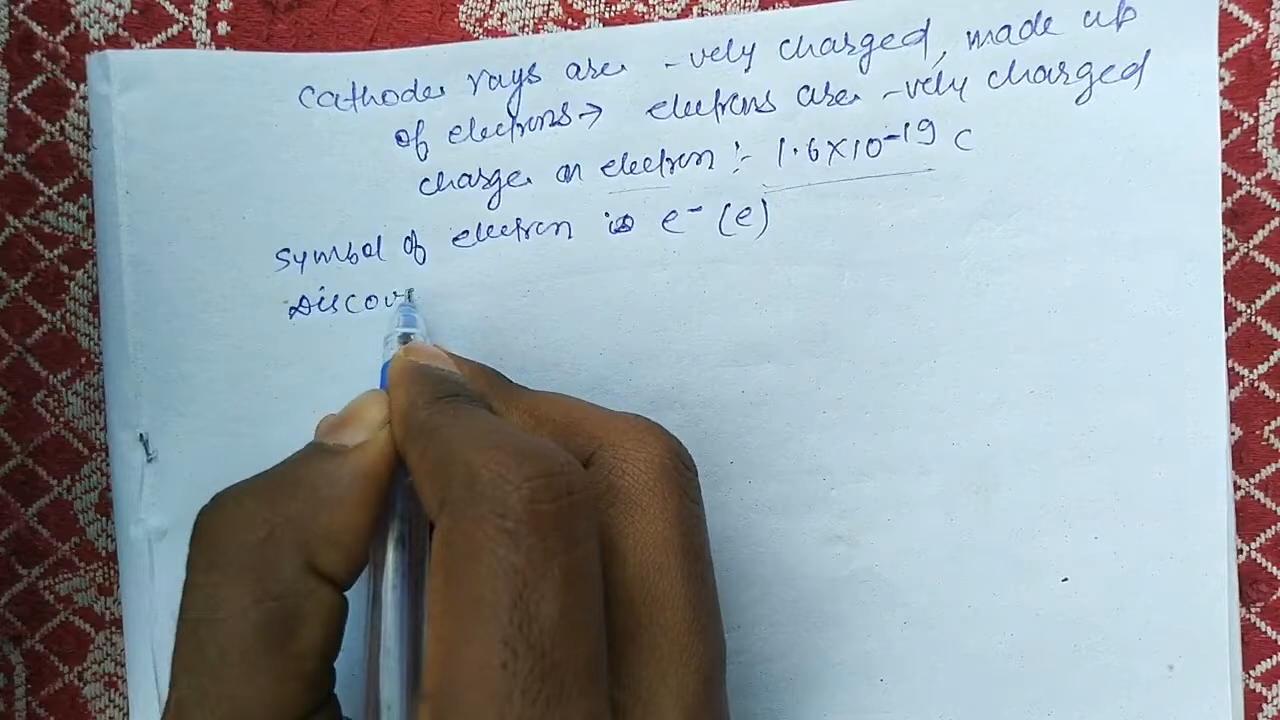 Cathode rays are -vely charged, made up
of electrons → electrons are -vely charged
charge on electron :- 1.6×10-19 C
Symbol of electron is e- (e)
Discov